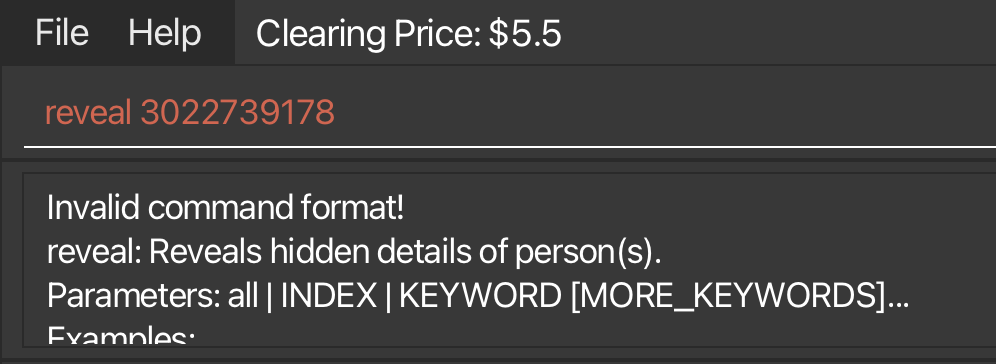 File Help Clearing Price: $5.5
reveal 3022739178
Invalid command format!
reveal: Reveals hidden details of person(s).
Parameters: all | INDEX | KEYWORD [MORE_KEYWORDS]...
Examples: